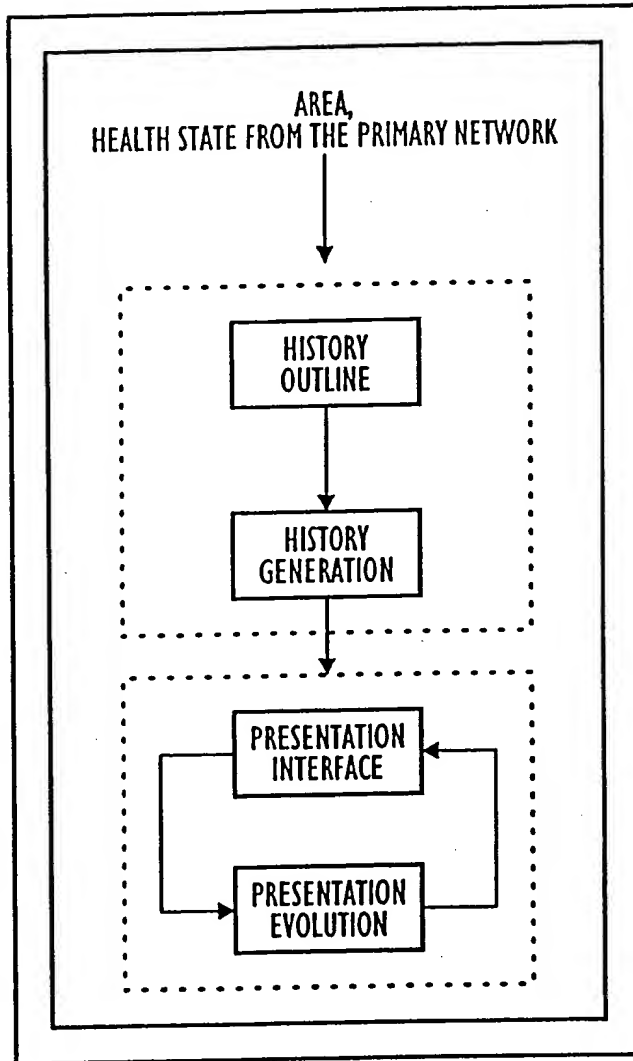 AREA,
HEALTH STATE FROM THE PRIMARY NETWORK
HISTORY
OUTLINE
HISTORY
GENERATION
PRESENTATION
INTERFACE
PRESENTATION
EVOLUTION